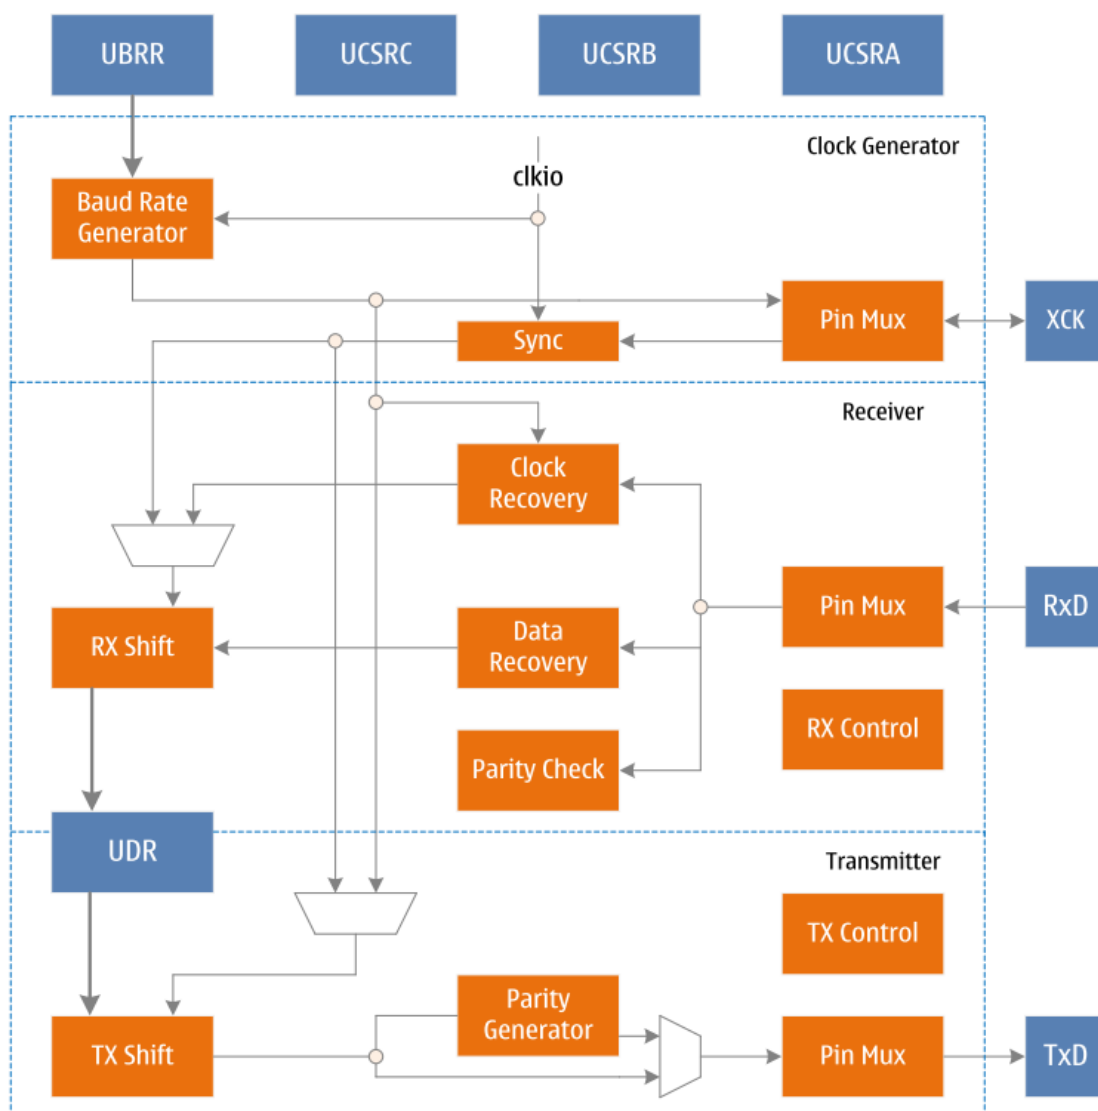 UBRR
UCSRC
UCSRB
UCSRA
Clock Generator
clkio
Baud Rate
Generator
Pin Mux
XCK
Sync
Receiver
Clock
Recovery
Pin Mux
RxD
RX Shift
Data
Recovery
RX Control
Parity Check
UDR
Transmitter
TX Control
Parity
Generator
TX Shift
Pin Mux
TxD